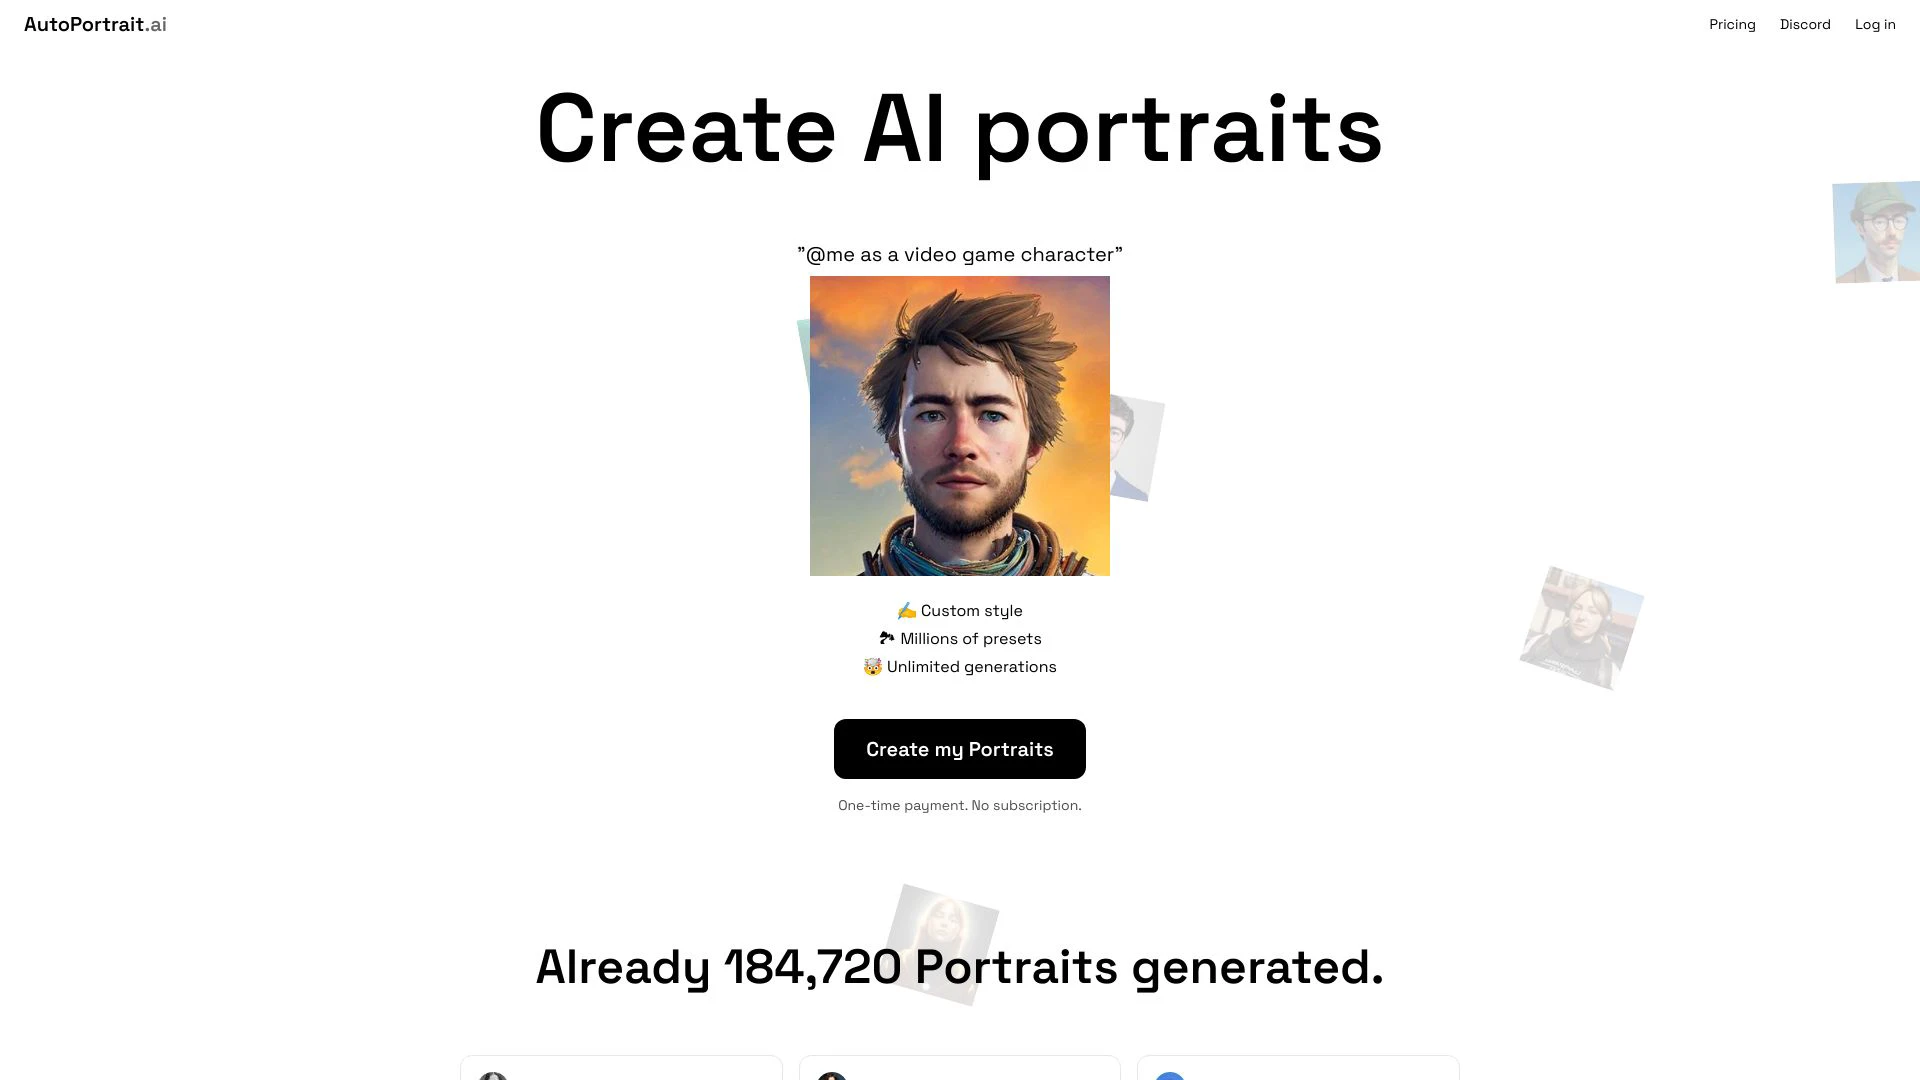 AutoPortrait.ai
Pricing
Discord
Log in
Create AI portraits
”@me as a video game character”
✍️ Custom style
🏞 Millions of presets
🤯 Unlimited generations
Create my Portraits
One-time payment. No subscription.
Already 184,720 Portraits generated.